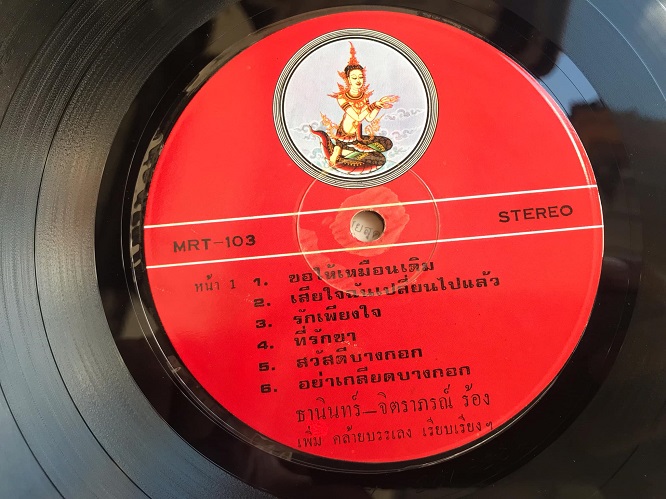 MRT-103
STEREO
หน้า 1
1. ขอให้เหมือนเดิม
2. เสียใจฉันเปลี่ยนไปแล้ว
3. รักเพียงใจ
4. ที่รักขา
5. สวัสดีบางกอก
6. อย่าเกลียดบางกอก
ธานินทร์-จิตราภรณ์ ร้อง
เพิ่ม คล้ายบรรเลง เรียบเรียงฯ